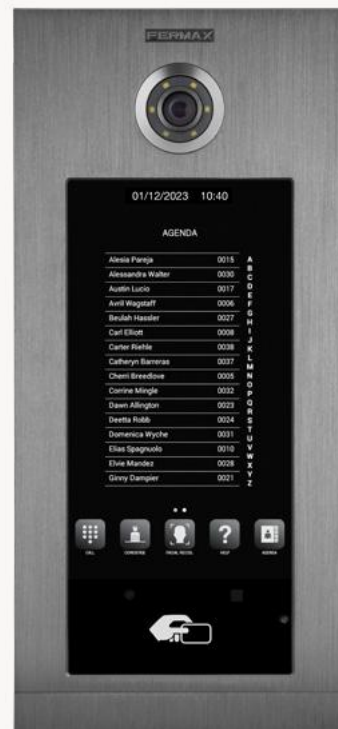 FERMAX
01/12/2023 10:40
AGENDA
Alesia Pareja 0015
Alessandra Walter 0030
Austin Lucio 0017
Avril Wagstaff 0006
Beulah Hassler 0027
Carl Elliott 0008
Carter Riehle 0038
Catheryn Barreras 0037
Cherri Breedlove 0005
Corrine Mingle 0032
Dawn Allington 0023
Deetta Robb 0024
Domenica Wyche 0031
Elias Spagnuolo 0010
Elvie Mandez 0028
Ginny Dampier 0021
A
B
C
D
E
F
G
H
I
J
K
L
M
N
O
P
Q
R
S
T
U
V
W
X
Y
Z
CALL CONCIERGE FACIAL RECOG. HELP AGENDA